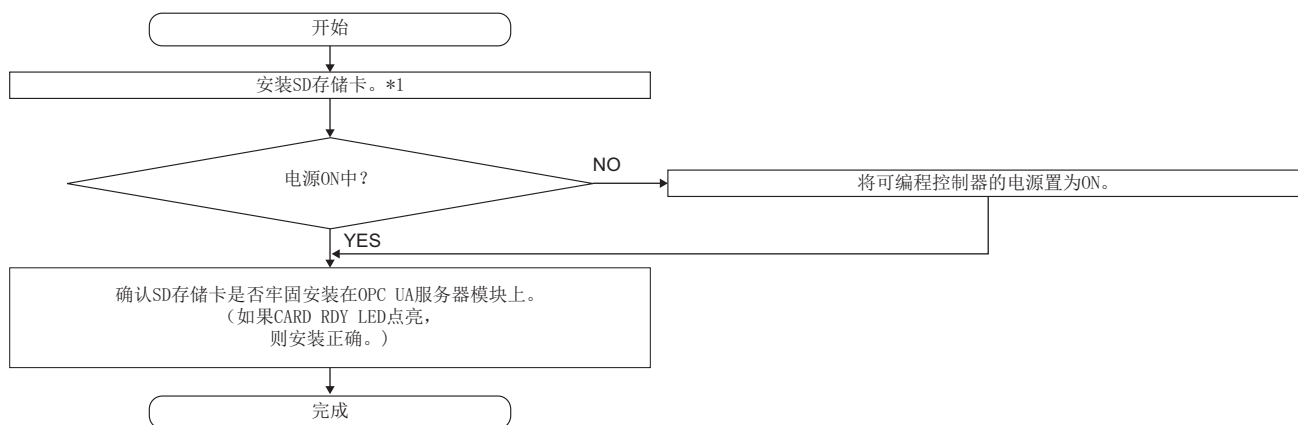 开始
安装SD存储卡。*1
电源ON中？
NO
将可编程控制器的电源置为ON。
YES
确认SD存储卡是否牢固安装在OPC UA服务器模块上。
（如果CARD RDY LED点亮，
则安装正确。)
完成